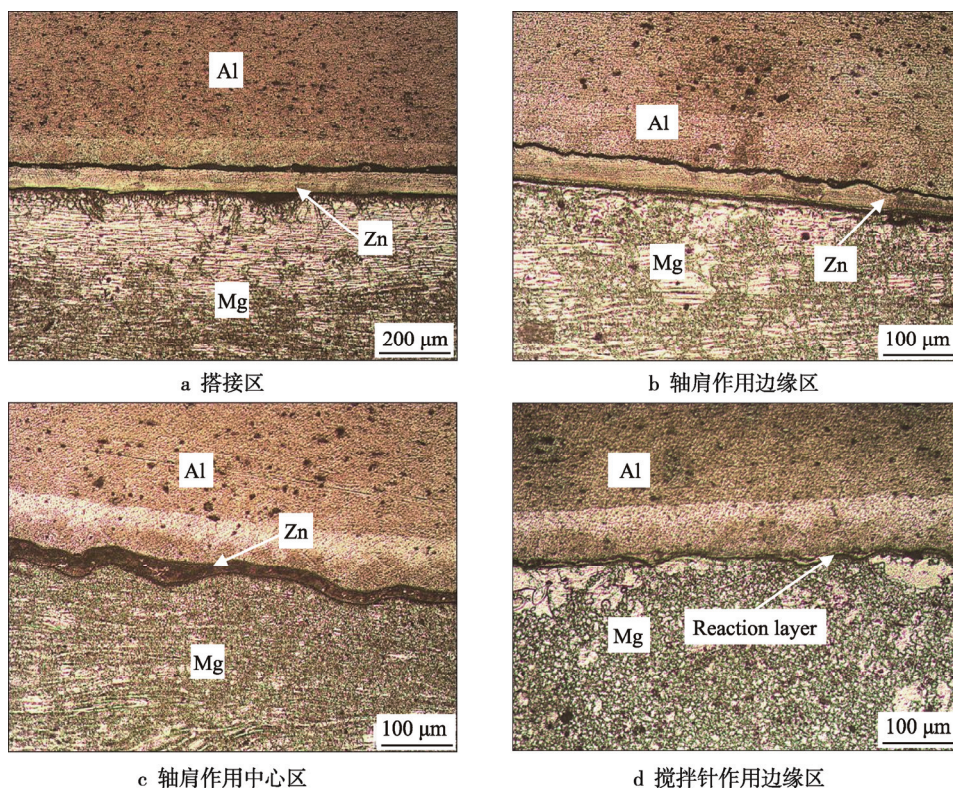 Al
Zn
Mg
200 μm
a 搭接区
Al
Zn
Mg
100 μm
b 轴肩作用边缘区
Al
Zn
Mg
100 μm
c 轴肩作用中心区
Al
Reaction layer
Mg
100 μm
d 搅拌针作用边缘区